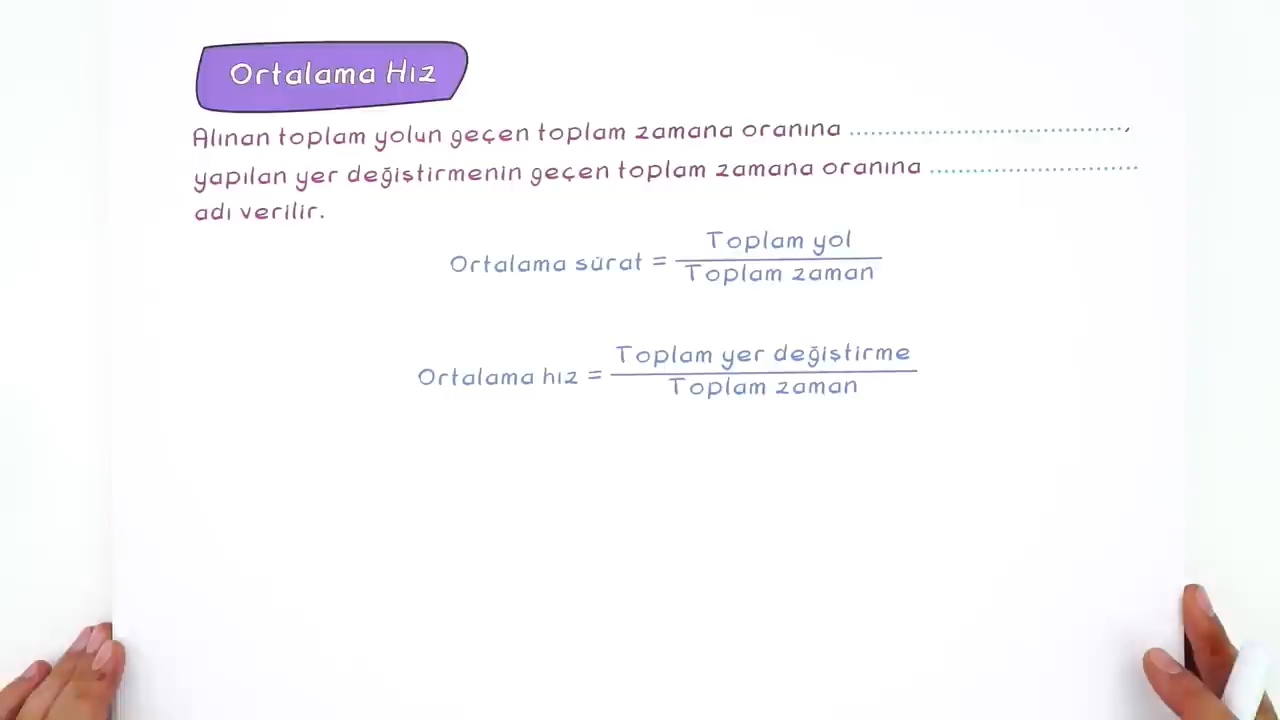 Ortalama Hız
Alınan toplam yolun geçen toplam zamana oranına ........................................,
yapılan yer değiştirmenin geçen toplam zamana oranına ..............................
adı verilir.
Ortalama sürat = Toplam yol
Toplam zaman
Ortalama hız = Toplam yer değiştirme
Toplam zaman